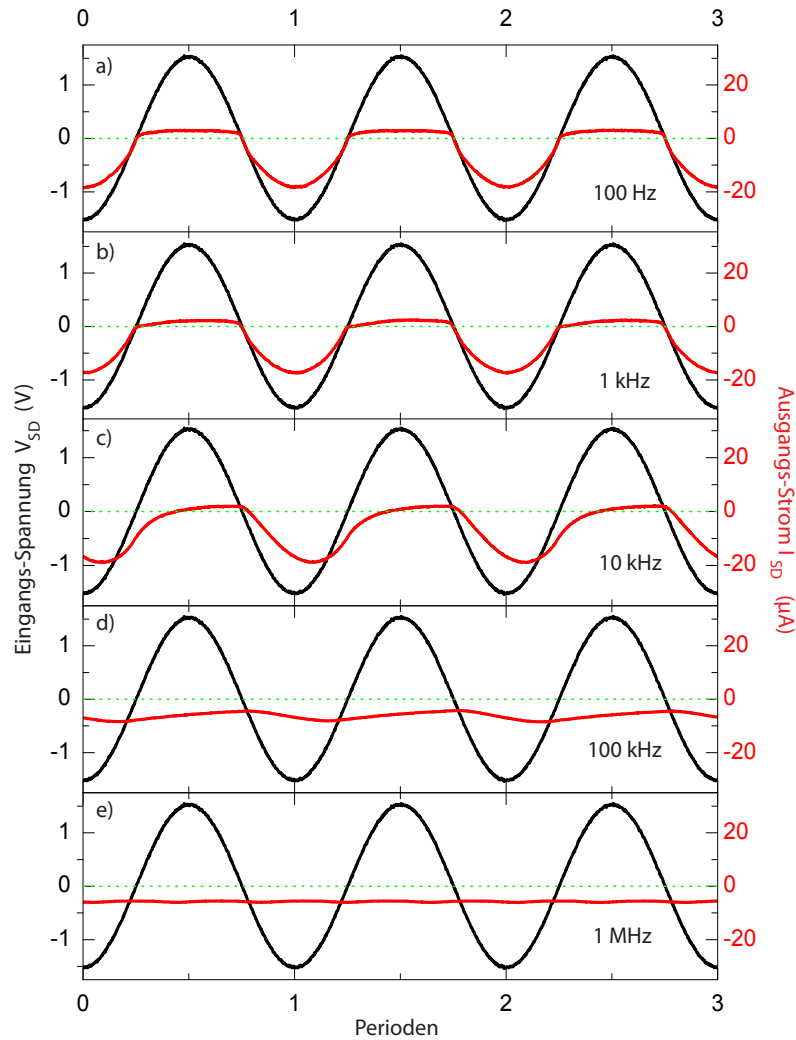 0 1 2 3
a)
1 0 -1
20 0 -20
100 Hz
b)
1 0 -1
20 0 -20
1 kHz
c)
1 0 -1
20 0 -20
10 kHz
d)
1 0 -1
20 0 -20
100 kHz
e)
1 0 -1
20 0 -20
1 MHz
0 1 2 3
Perioden
Eingangs-Spannung V_SD (V)
Ausgangs-Strom I_SD (µA)